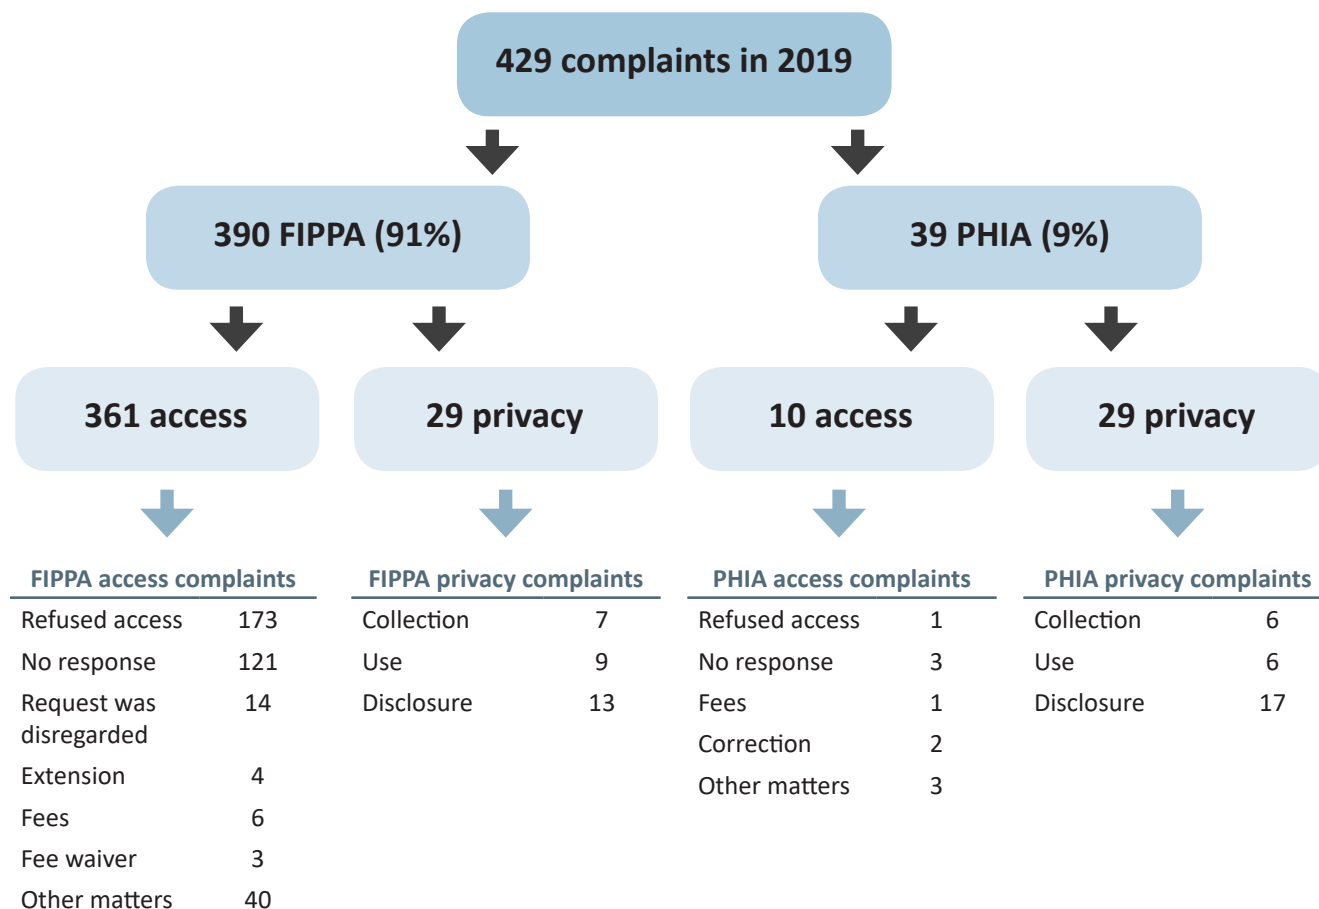 429 complaints in 2019
390 FIPPA (91%)
39 PHIA (9%)
361 access
29 privacy
10 access
29 privacy
FIPPA access complaints
Refused access 173
No response 121
Request was 14
disregarded
Extension 4
Fees 6
Fee waiver 3
Other matters 40
FIPPA privacy complaints
Collection 7
Use 9
Disclosure 13
PHIA access complaints
Refused access 1
No response 3
Fees 1
Correction 2
Other matters 3
PHIA privacy complaints
Collection 6
Use 6
Disclosure 17